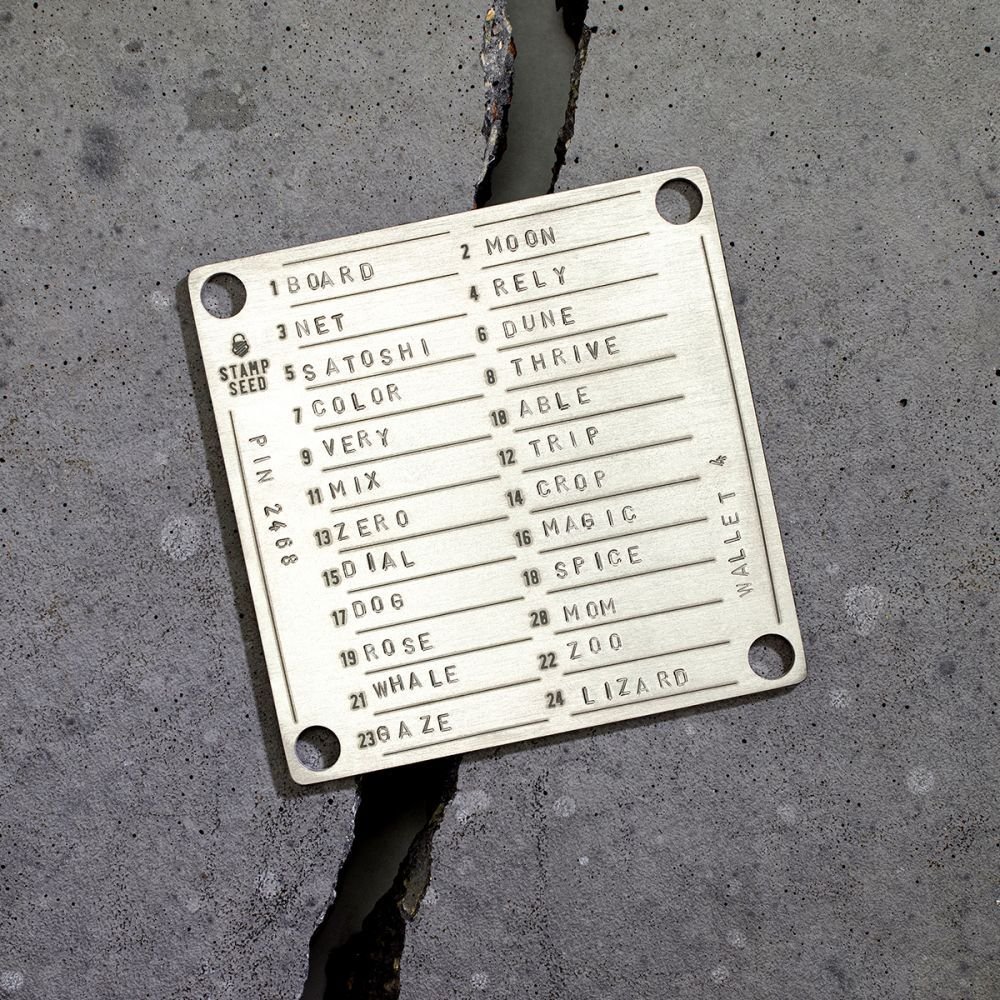 1 BOARD 2 MOON
3 NET 4 RELY
5 SATOSHI 6 DUNE
7 COLOR 8 THRIVE
9 VERY 10 ABLE
11 MIX 12 TRIP
13 ZERO 14 CROP
15 DIAL 16 MAGIC
17 DOG 18 SPICE
19 ROSE 20 MOM
21 WHALE 22 ZOO
23 GAZE 24 LIZARD
STAMP
SEED
PIN 2468
WALLET 4